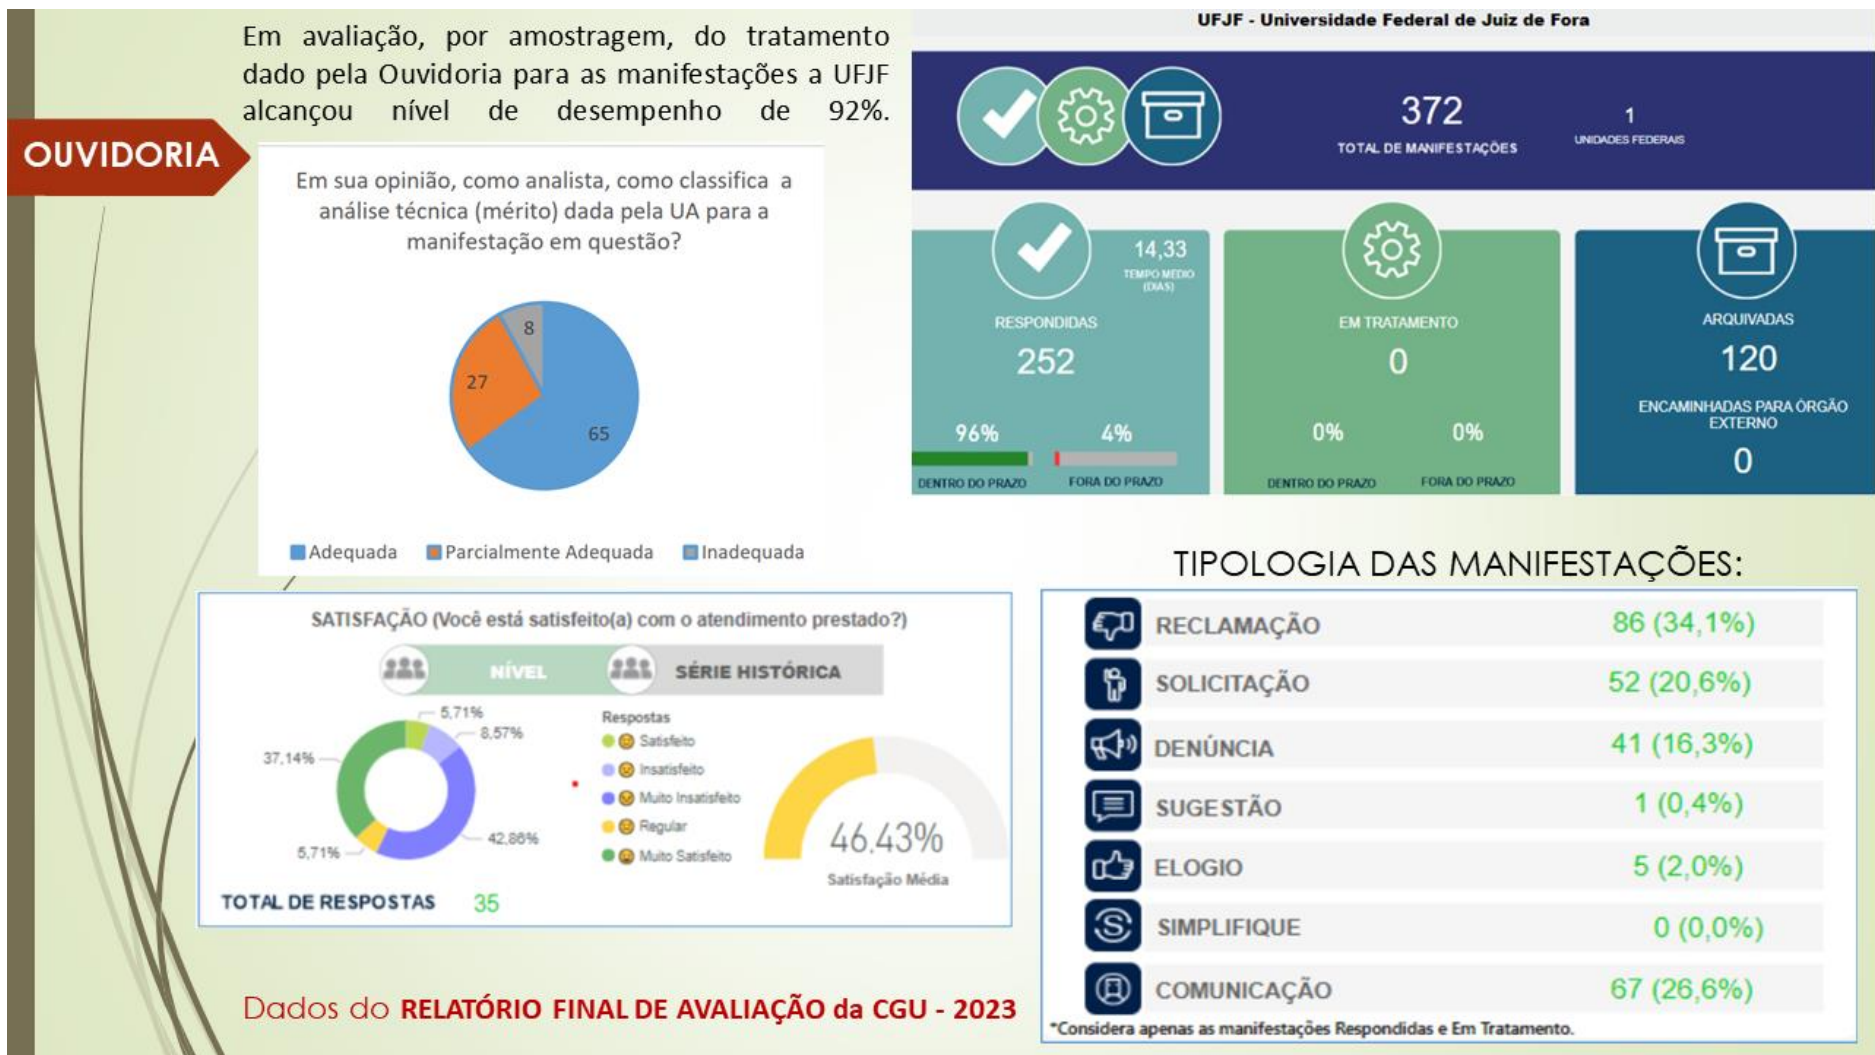 Em avaliação, por amostragem, do tratamento
dado pela Ouvidoria para as manifestações a UFJF
alcançou nível de desempenho de 92%.
OUVIDORIA
Em sua opinião, como analista, como classifica a
análise técnica (mérito) dada pela UA para a
manifestação em questão?
8
27
65
Adequada Parcialmente Adequada Inadequada
UFJF - Universidade Federal de Juiz de Fora
372
TOTAL DE MANIFESTAÇÕES
1
UNIDADES FEDERAIS
14,33
TEMPO MEDIO
(DIAS)
RESPONDIDAS
252
96% 4%
DENTRO DO PRAZO FORA DO PRAZO
EM TRATAMENTO
0
0% 0%
DENTRO DO PRAZO FORA DO PRAZO
ARQUIVADAS
120
ENCAMINHADAS PARA ÓRGÃO
EXTERNO
0
SATISFAÇÃO (Você está satisfeito(a) com o atendimento prestado?)
NÍVEL SÉRIE HISTÓRICA
5,71%
8,57%
37,14%
42,86%
5,71%
Respostas
Satisfeito
Insatisfeito
Muito Insatisfeito
Regular
Muito Satisfeito
46,43%
Satisfação Média
TOTAL DE RESPOSTAS 35
TIPOLOGIA DAS MANIFESTAÇÕES:
RECLAMAÇÃO 86 (34,1%)
SOLICITAÇÃO 52 (20,6%)
DENÚNCIA 41 (16,3%)
SUGESTÃO 1 (0,4%)
ELOGIO 5 (2,0%)
SIMPLIFIQUE 0 (0,0%)
COMUNICAÇÃO 67 (26,6%)
*Considera apenas as manifestações Respondidas e Em Tratamento.
Dados do RELATÓRIO FINAL DE AVALIAÇÃO da CGU - 2023